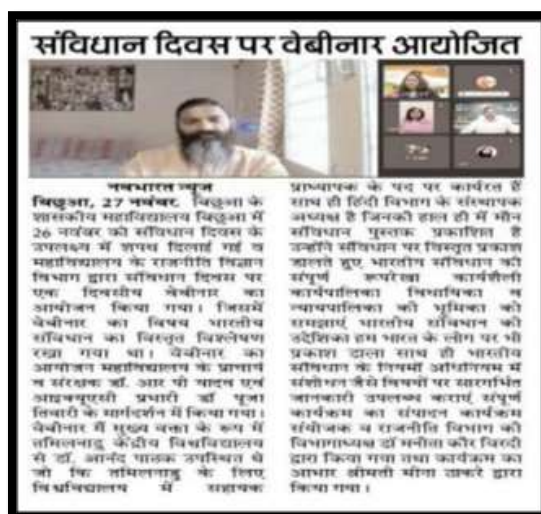 संविधान दिवस पर वेबीनार आयोजित
नवभारत न्यूज
बिछुआ, 27 नवंबर. बिछुआ के
शासकीय महाविद्यालय बिछुआ में
26 नवंबर को संविधान दिवस के
उपलक्ष्य में शपथ दिलाई गई व
महाविद्यालय के राजनीति विज्ञान
विभाग द्वारा संविधान दिवस पर
एक दिवसीय वेबीनार का
आयोजन किया गया। जिसमें
वेबीनार का विषय भारतीय
संविधान का विस्तृत विश्लेषण
रखा गया था। वेबीनार का
आयोजन महाविद्यालय के प्राचार्य
व संरक्षक डॉ. आर पी यादव एवं
आइक्यूएसी प्रभारी डॉ पूजा
तिवारी के मार्गदर्शन में किया गया।
वेबीनार में मुख्य वक्ता के रूप में
तमिलनाडु केंद्रीय विश्वविद्यालय
से डॉ. आनंद पाठक उपस्थित थे
जो कि तमिलनाडु के लिए
विश्वविद्यालय में सहायक
प्राध्यापक के पद पर कार्यरत हैं
साथ ही हिंदी विभाग के संस्थापक
अध्यक्ष है जिनकी हाल ही में मौन
संविधान पुस्तक प्रकाशित है
उन्होंने संविधान पर विस्तृत प्रकाश
डालते हुए भारतीय संविधान की
संपूर्ण रूपरेखा कार्यशैली
कार्यपालिका विधायिका व
न्यायपालिका की भूमिका को
समझाएं भारतीय संविधान की
उद्देशिका हम भारत के लोग पर भी
प्रकाश डाला साथ ही भारतीय
संविधान के नियमों अधिनियम में
संशोधन जैसे विषयों पर सारगर्भित
जानकारी उपलब्ध कराएं संपूर्ण
कार्यक्रम का संपादन कार्यक्रम
संयोजक व राजनीति विभाग की
विभागाध्यक्ष डॉ मनीता कौर विरदी
द्वारा किया गया तथा कार्यक्रम का
आभार श्रीमती मीना ठाकरे द्वारा
किया गया।